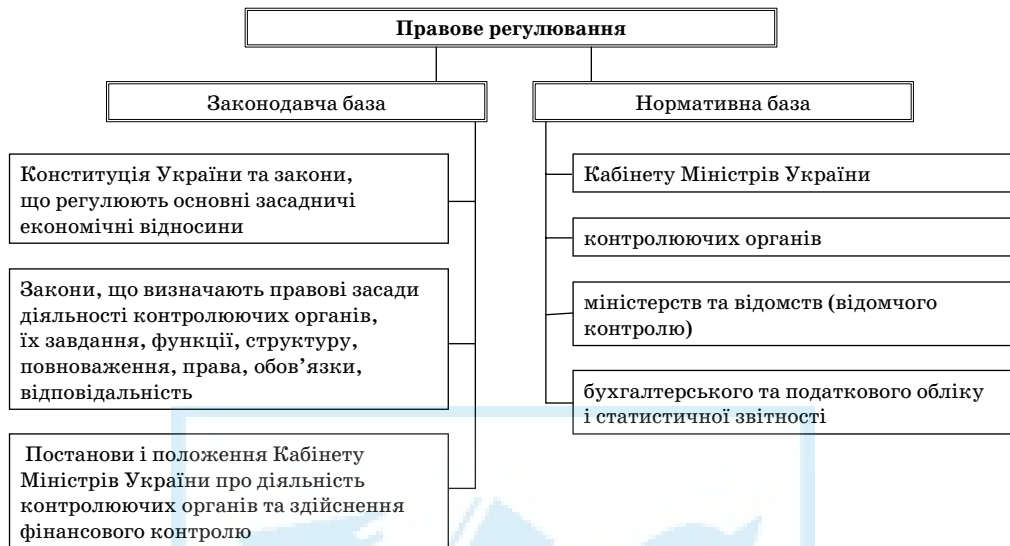 Правове регулювання
Законодавча база
Конституція України та закони,
що регулюють основні засадничі
економічні відносини
Закони, що визначають правові засади
діяльності контролюючих органів,
їх завдання, функції, структуру,
повноваження, права, обов’язки,
відповідальність
Постанови і положення Кабінету
Міністрів України про діяльність
контролюючих органів та здійснення
фінансового контролю
Нормативна база
Кабінету Міністрів України
контролюючих органів
міністерств та відомств (відомчого
контролю)
бухгалтерського та податкового обліку
і статистичної звітності